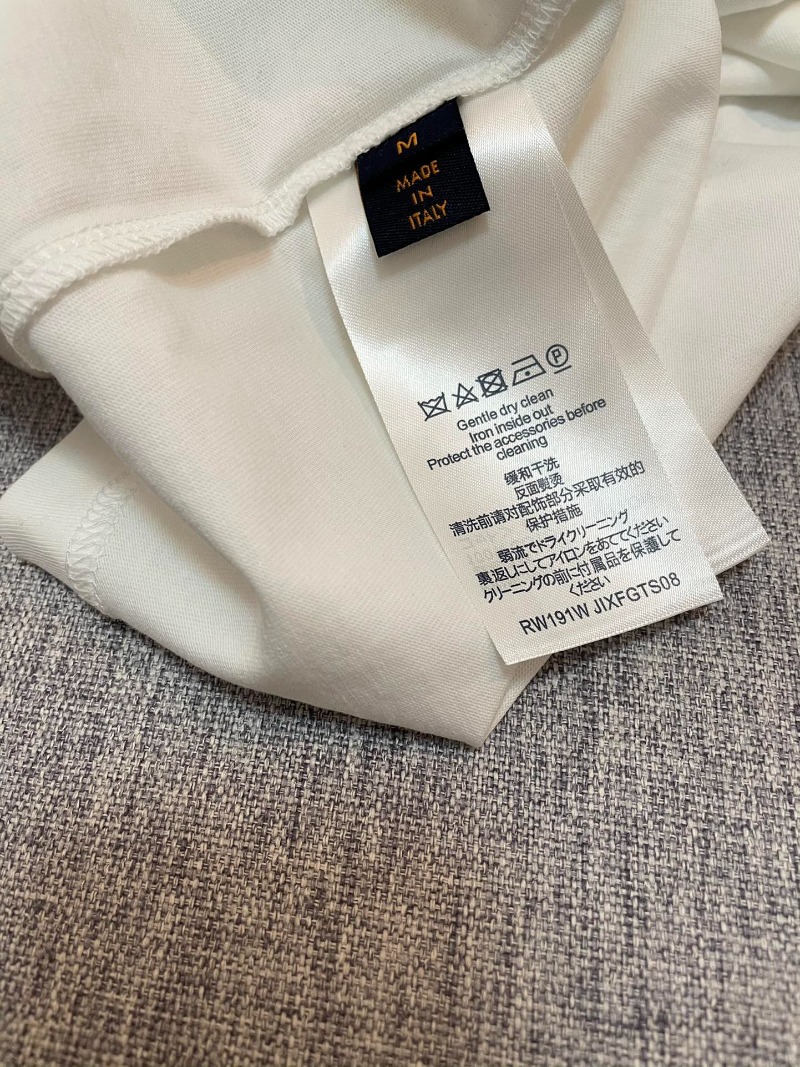 M
MADE
IN
ITALY
P
Gentle dry clean
Iron inside out
Protect the accessories before
cleaning
缓和干洗
反面熨烫
清洗前请对配饰部分采取有效的
保护措施
弱流でドライクリーニング
裏返しにしてアイロンをあててください
クリーニングの前に付属品を保護して
ください
RW191W JIXFGTS08